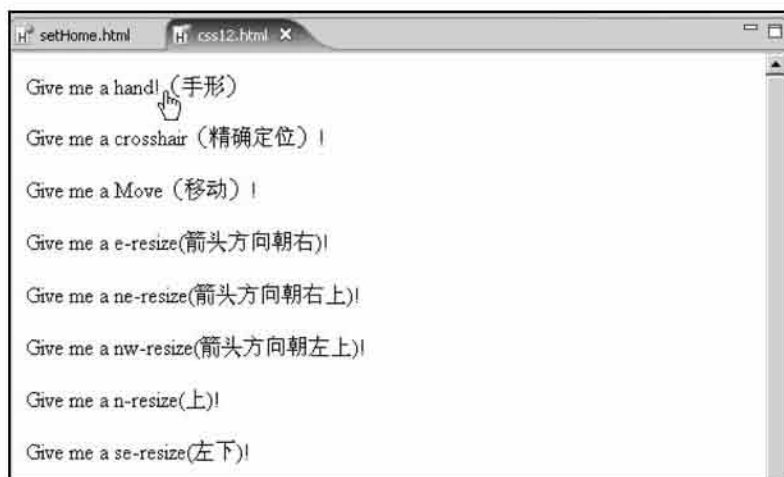 setHome.html css12.html
Give me a hand!（手形）
Give me a crosshair（精确定位）!
Give me a Move（移动）!
Give me a e-resize(箭头方向朝右)!
Give me a ne-resize(箭头方向朝右上)!
Give me a nw-resize(箭头方向朝左上)!
Give me a n-resize(上)!
Give me a se-resize(左下)!